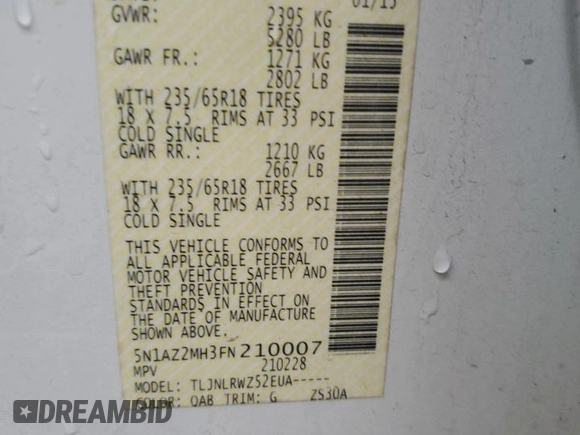 01/15
GVWR: 2395 KG
5280 LB
GAWR FR.: 1271 KG
2802 LB
WITH 235/65R18 TIRES
18 X 7.5 RIMS AT 33 PSI
COLD SINGLE
GAWR RR.: 1210 KG
2667 LB
WITH 235/65R18 TIRES
18 X 7.5 RIMS AT 33 PSI
COLD SINGLE
THIS VEHICLE CONFORMS TO
ALL APPLICABLE FEDERAL
MOTOR VEHICLE SAFETY AND
THEFT PREVENTION
STANDARDS IN EFFECT ON
THE DATE OF MANUFACTURE
SHOWN ABOVE.
5N1AZ2MH3FN210007
MPV 210228
MODEL: TLJNLRWZ52EUA-----
COLOR: QAB TRIM: G ZS30A
AUTOBIDCAR